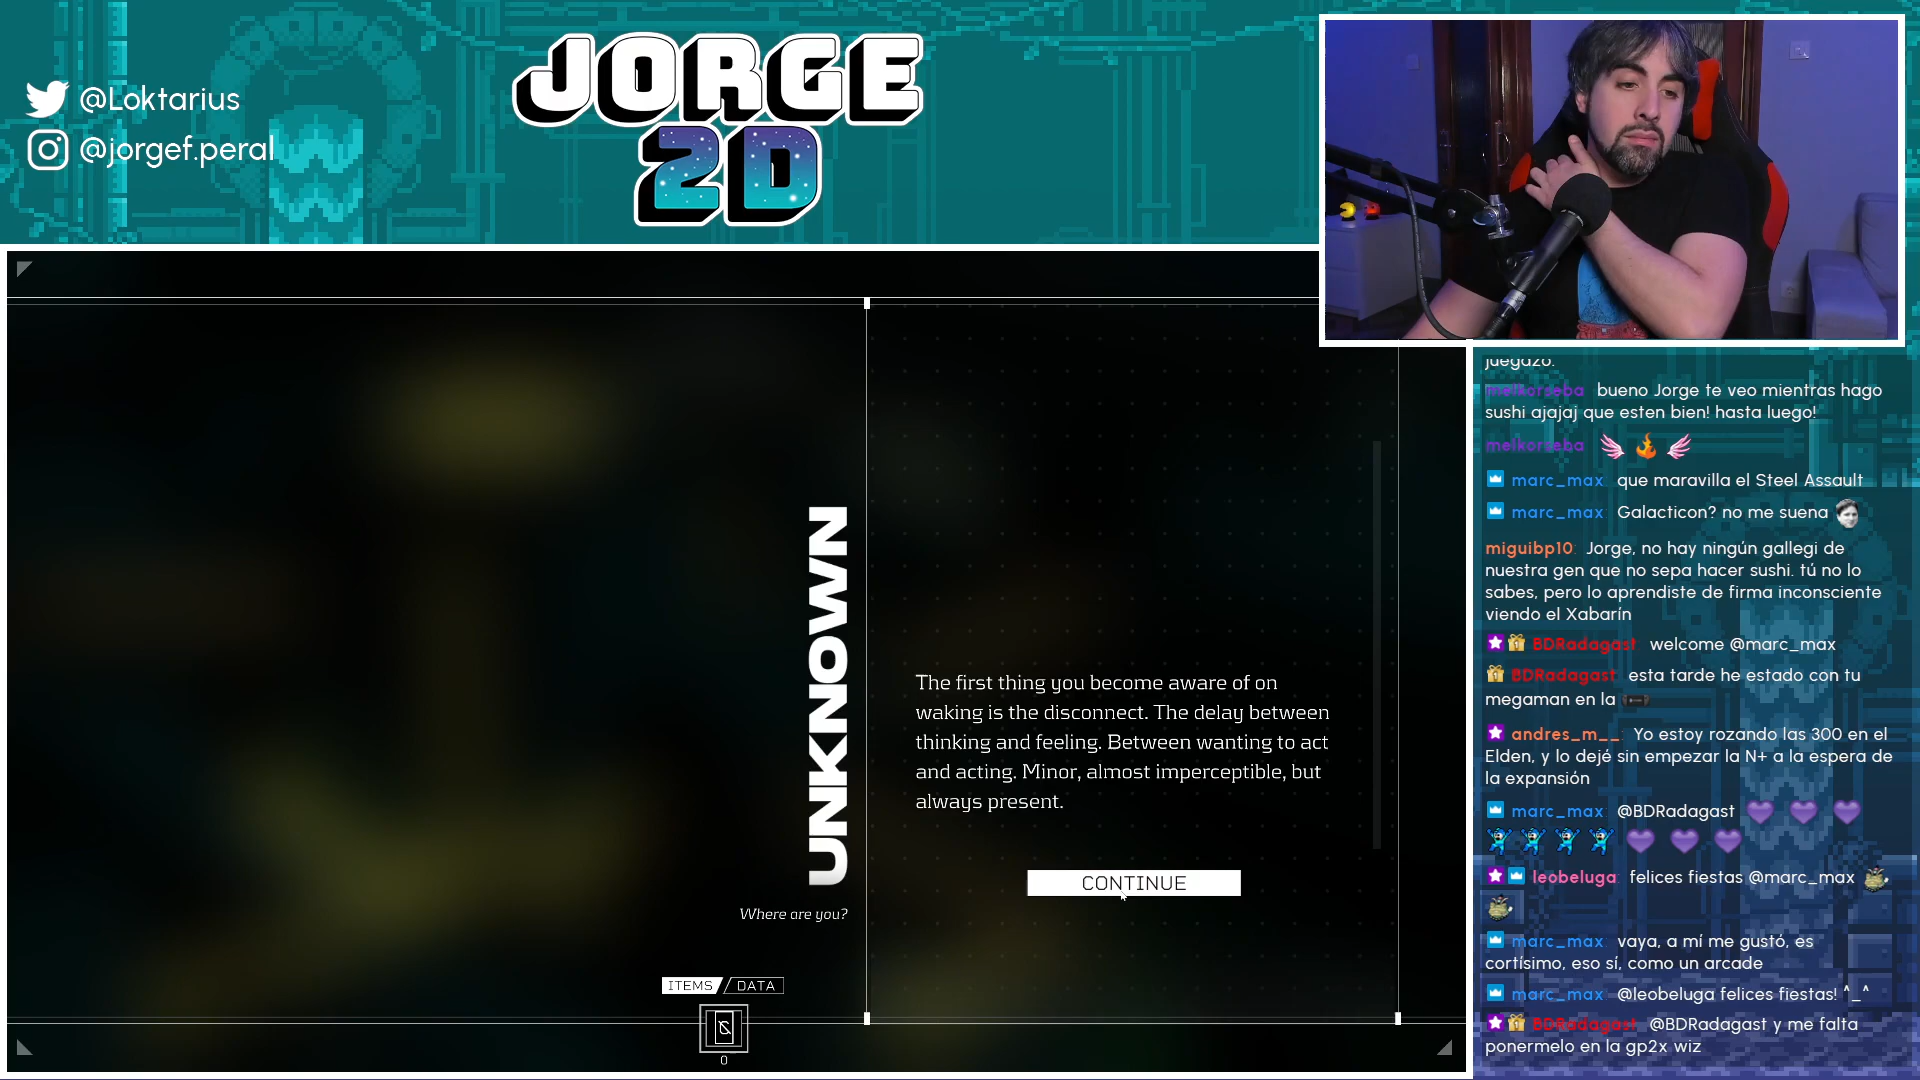 @Loktarius
@jorgef.peral
JORGE
2D
UNKNOWN
Where are you?
The first thing you become aware of on
waking is the disconnect. The delay between
thinking and feeling. Between wanting to act
and acting. Minor, almost imperceptible, but
always present.
CONTINUE
ITEMS / DATA
0
juegazo.
melkorseba bueno Jorge te veo mientras hago
sushi ajajaj que esten bien! hasta luego!
melkorseba
marc_max: que maravilla el Steel Assault
marc_max: Galacticon? no me suena
miguibp10: Jorge, no hay ningún gallegi de
nuestra gen que no sepa hacer sushi. tú no lo
sabes, pero lo aprendiste de firma inconsciente
viendo el Xabarín
BDRadagast welcome @marc_max
BDRadagast esta tarde he estado con tu
megaman en la
andres_m__: Yo estoy rozando las 300 en el
Elden, y lo dejé sin empezar la N+ a la espera de
la expansión
marc_max: @BDRadagast
leobeluga: felices fiestas @marc_max
marc_max: vaya, a mí me gustó, es
cortísimo, eso sí, como un arcade
marc_max: @leobeluga felices fiestas! ^_^
BDRadagast @BDRadagast y me falta
ponermelo en la gp2x wiz